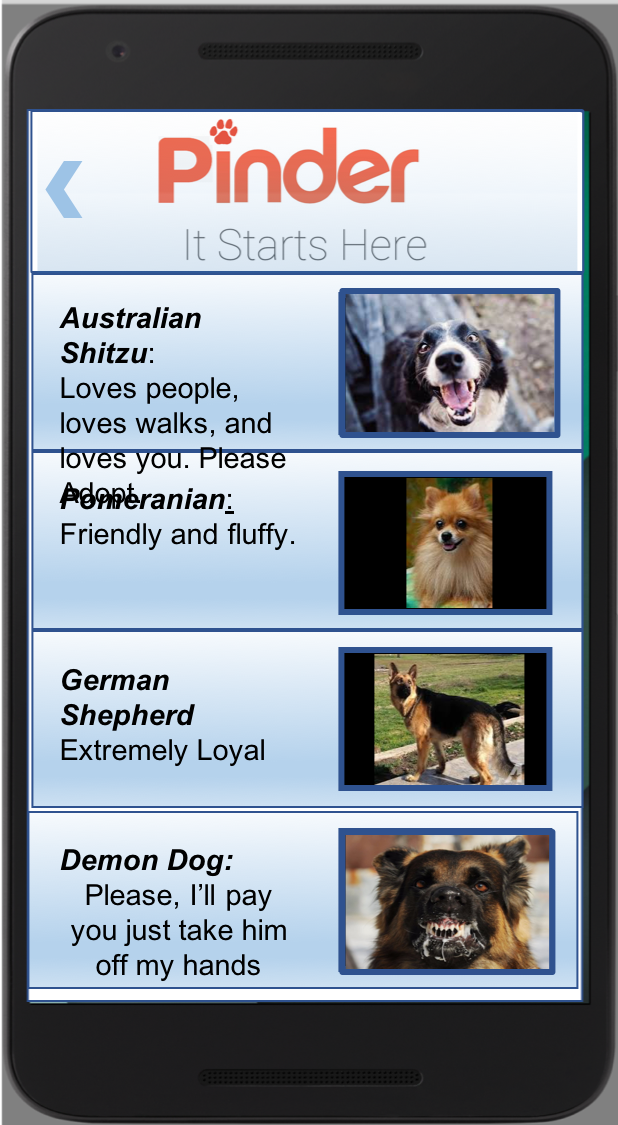 Pinder
It Starts Here
Australian
Shitzu:
Loves people,
loves walks, and
loves you. Please
Adopt.
Pomeranian:
Friendly and fluffy.
German
Shepherd
Extremely Loyal
Demon Dog:
Please, I’ll pay
you just take him
off my hands